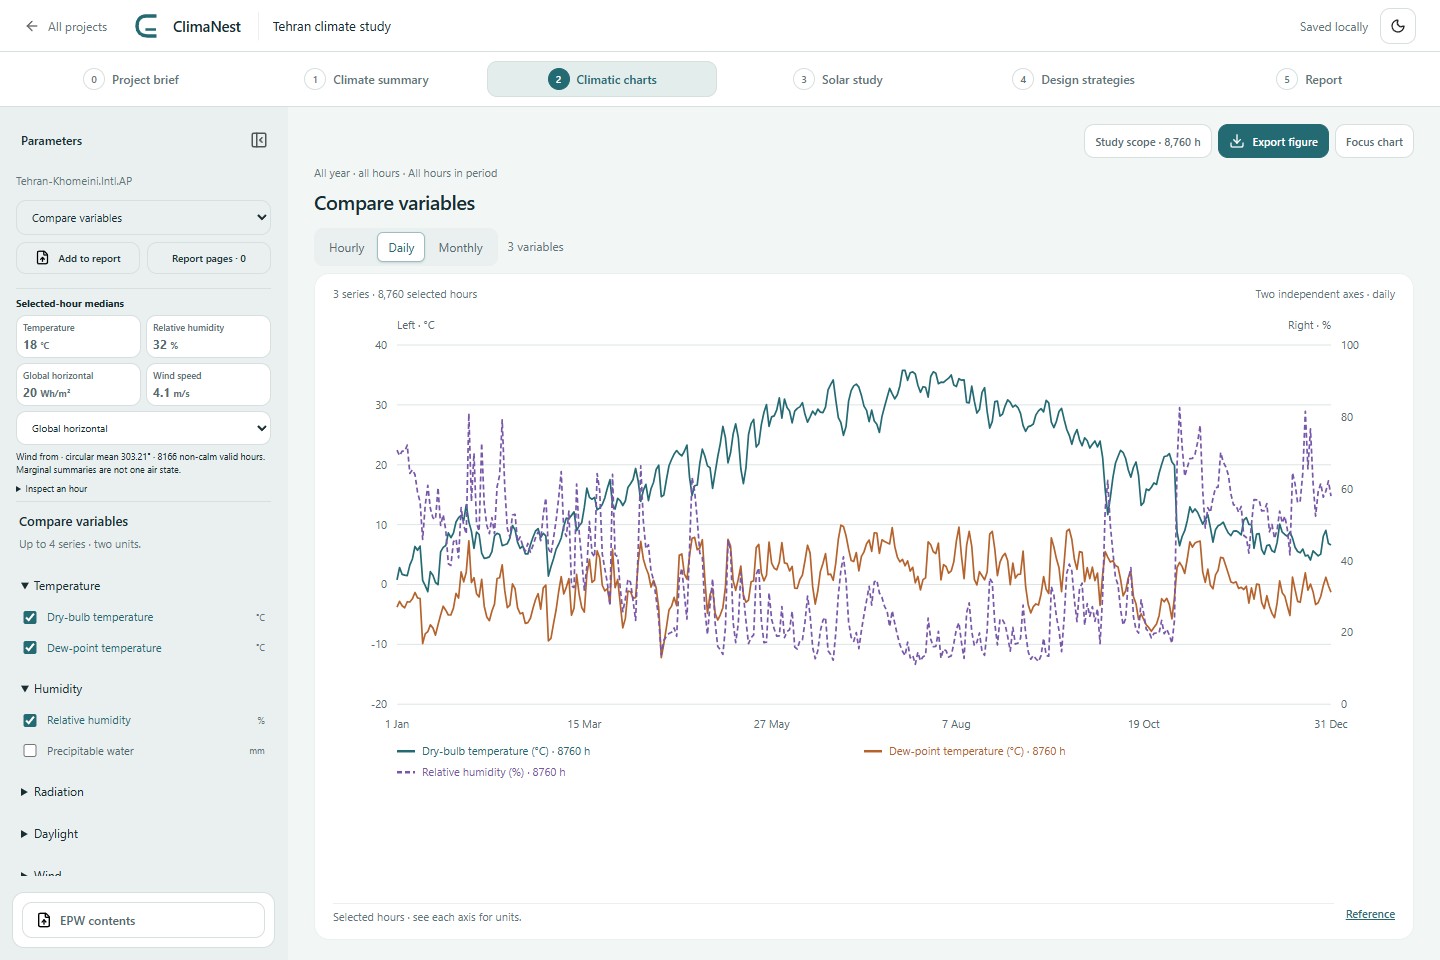 All projects
ClimaNest
Tehran climate study
Saved locally
0 Project brief
1 Climate summary
2 Climatic charts
3 Solar study
4 Design strategies
5 Report
Parameters
Tehran-Khomeini.Intl.AP
Compare variables
Add to report
Report pages · 0
Selected-hour medians
Temperature
18 °C
Relative humidity
32 %
Global horizontal
20 Wh/m²
Wind speed
4.1 m/s
Global horizontal
Wind from · circular mean 303.21° · 8166 non-calm valid hours.
Marginal summaries are not one air state.
Inspect an hour
Compare variables
Up to 4 series · two units.
Temperature
Dry-bulb temperature °C
Dew-point temperature °C
Humidity
Relative humidity %
Precipitable water mm
Radiation
Daylight
Wind
EPW contents
Study scope · 8,760 h
Export figure
Focus chart
All year · all hours · All hours in period
Compare variables
Hourly
Daily
Monthly
3 variables
3 series · 8,760 selected hours
Two independent axes · daily
Left · °C
Right · %
40
30
20
10
0
-10
-20
100
80
60
40
20
0
1 Jan
15 Mar
27 May
7 Aug
19 Oct
31 Dec
Dry-bulb temperature (°C) · 8760 h
Dew-point temperature (°C) · 8760 h
Relative humidity (%) · 8760 h
Selected hours · see each axis for units.
Reference